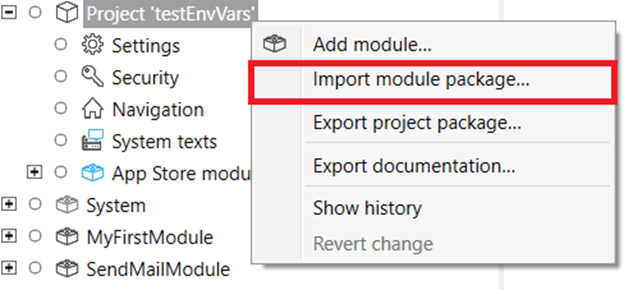 Project 'testEnvVars'
Settings
Security
Navigation
System texts
App Store modu
System
MyFirstModule
SendMailModule
Add module...
Import module package...
Export project package...
Export documentation...
Show history
Revert change